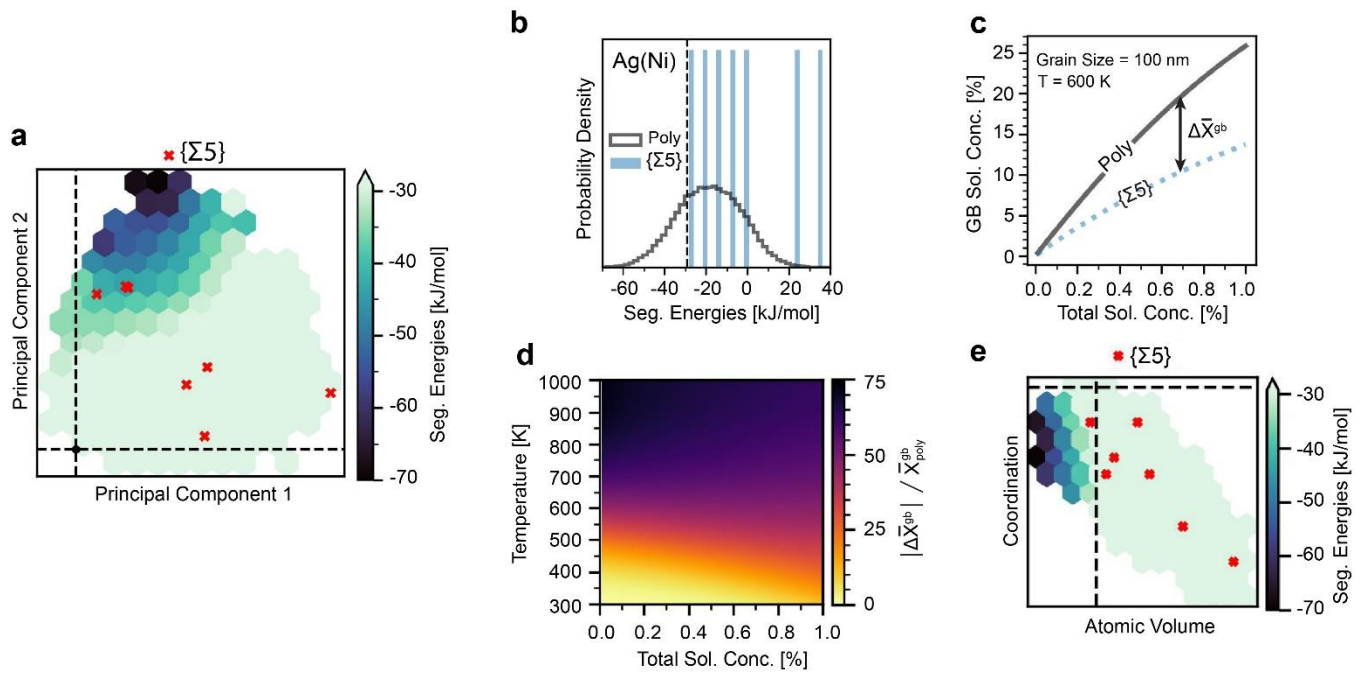 a
{Σ5}
Principal Component 2
Principal Component 1
-30
-40
-50
-60
-70
Seg. Energies [kJ/mol]
b
Ag(Ni)
Poly
{Σ5}
Probability Density
-60
-40
-20
0
20
40
Seg. Energies [kJ/mol]
c
Grain Size = 100 nm
T = 600 K
Poly
{Σ5}
ΔX̄ᵍᵇ
GB Sol. Conc. [%]
25
20
15
10
5
0
0.0
0.2
0.4
0.6
0.8
1.0
Total Sol. Conc. [%]
d
Temperature [K]
1000
900
800
700
600
500
400
300
0.0
0.2
0.4
0.6
0.8
1.0
Total Sol. Conc. [%]
75
50
25
0
|ΔX̄ᵍᵇ| / X̄ᵍᵇpoly
e
{Σ5}
Coordination
Atomic Volume
-30
-40
-50
-60
-70
Seg. Energies [kJ/mol]